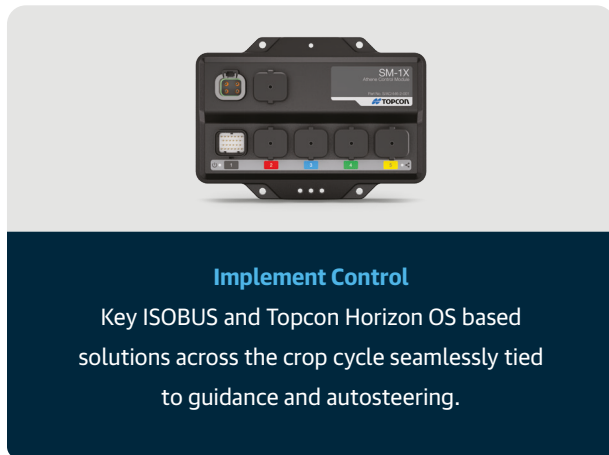 SM-1X
TOPCON
1 2 3 4 5
Implement Control
Key ISOBUS and Topcon Horizon OS based
solutions across the crop cycle seamlessly tied
to guidance and autosteering.